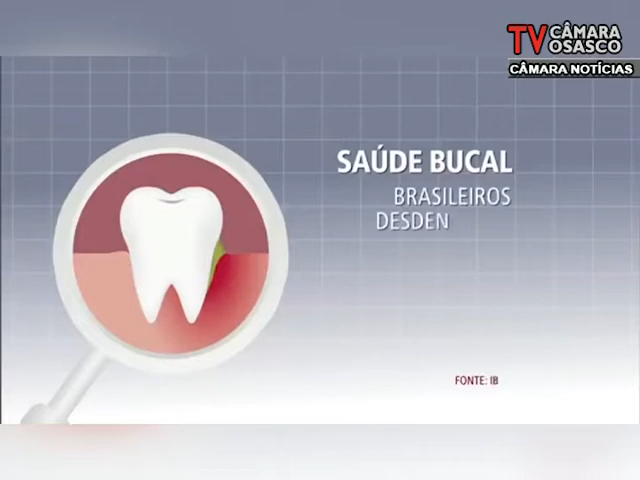 TV CÂMARA
OSASCO
CÂMARA NOTÍCIAS
SAÚDE BUCAL
BRASILEIROS
DESDEN
FONTE: IB